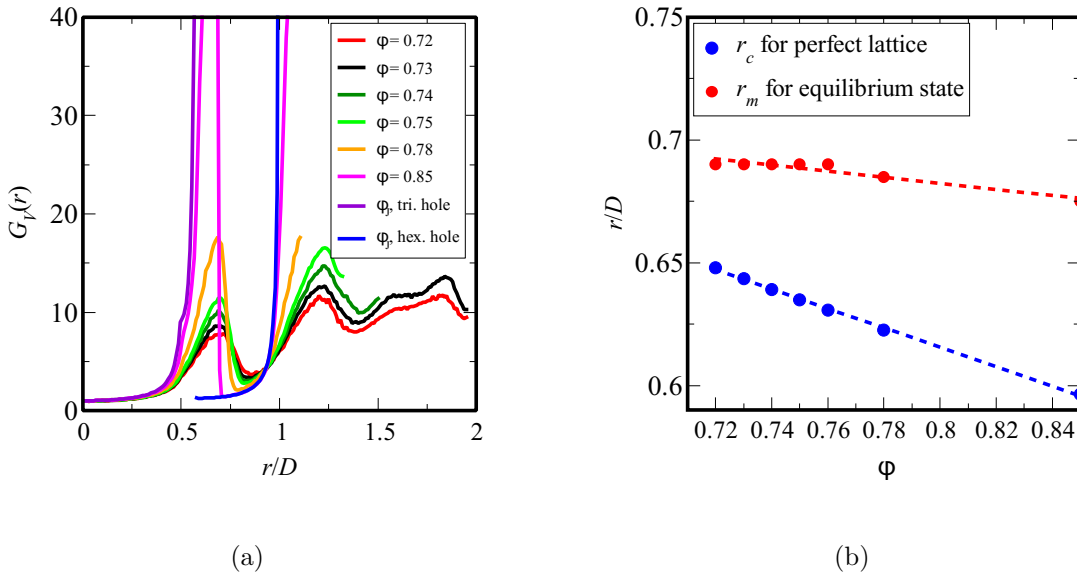 40
30
20
10
0
0
0.5
1
1.5
2
G_V(r)
r/D
φ= 0.72
φ= 0.73
φ= 0.74
φ= 0.75
φ= 0.78
φ= 0.85
φ_J, tri. hole
φ_J, hex. hole
(a)
0.75
0.7
0.65
0.6
0.72 0.74 0.76 0.78 0.8 0.82 0.84
r/D
φ
r_c for perfect lattice
r_m for equilibrium state
(b)